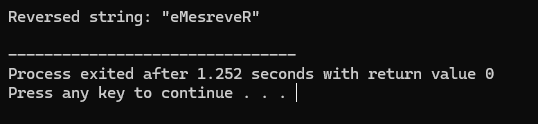 Reversed string: "eMesreveR"
--------------------------------
Process exited after 1.252 seconds with return value 0
Press any key to continue . . .